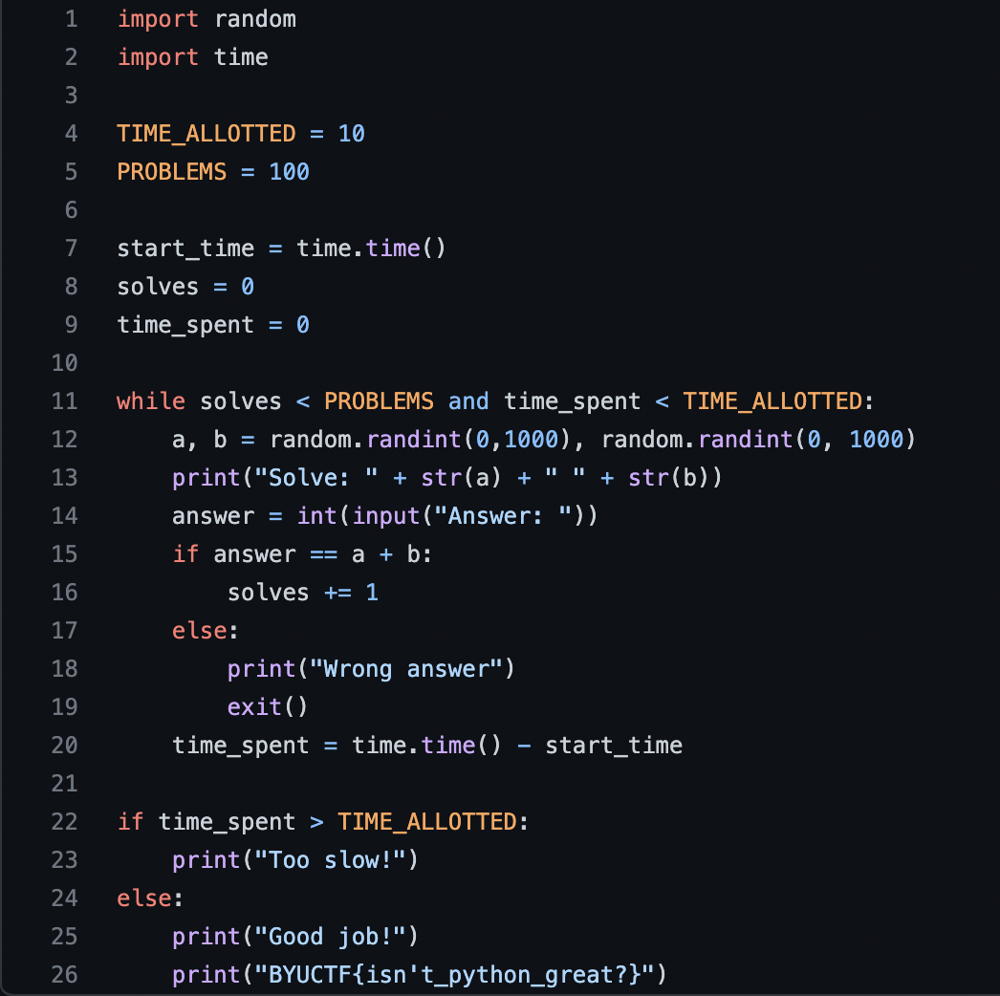 1 import random
2 import time
3
4 TIME_ALLOTTED = 10
5 PROBLEMS = 100
6
7 start_time = time.time()
8 solves = 0
9 time_spent = 0
10
11 while solves < PROBLEMS and time_spent < TIME_ALLOTTED:
12     a, b = random.randint(0,1000), random.randint(0, 1000)
13     print("Solve: " + str(a) + " " + str(b))
14     answer = int(input("Answer: "))
15     if answer == a + b:
16         solves += 1
17     else:
18         print("Wrong answer")
19         exit()
20     time_spent = time.time() - start_time
21
22 if time_spent > TIME_ALLOTTED:
23     print("Too slow!")
24 else:
25     print("Good job!")
26     print("BYUCTF{isn't_python_great?}")